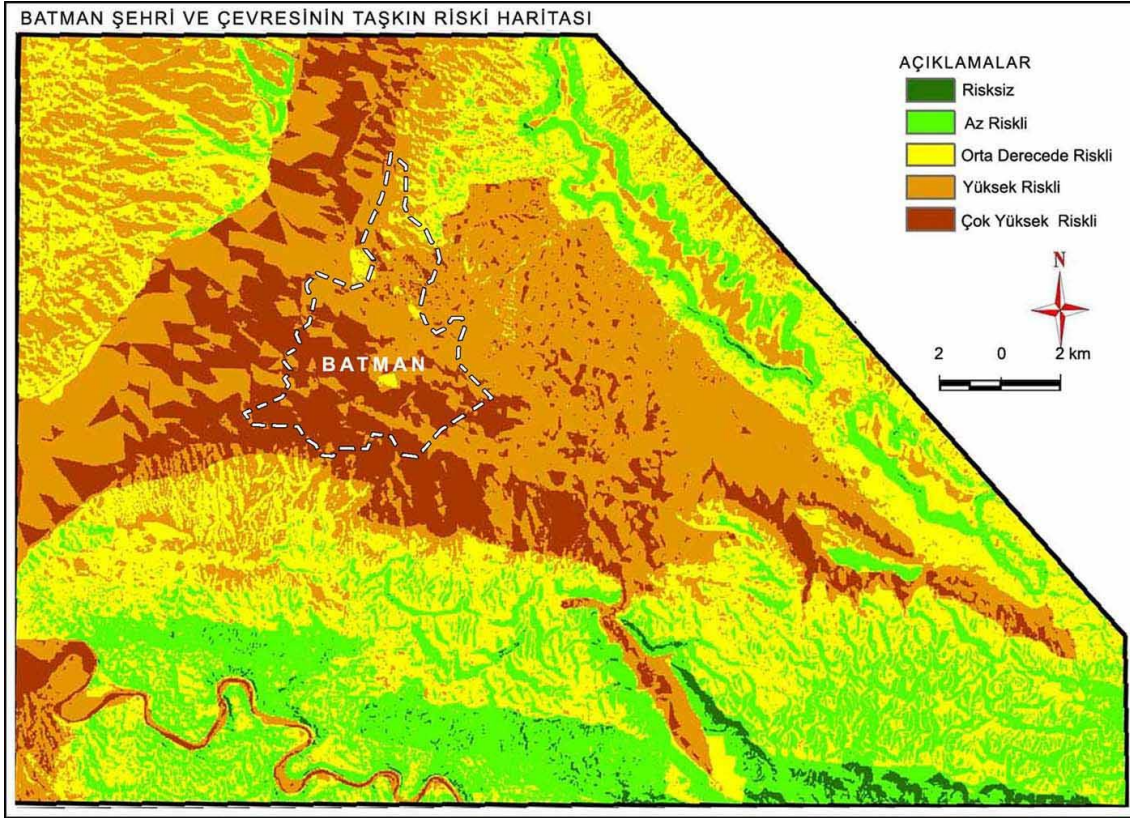 BATMAN ŞEHRİ VE ÇEVRESİNİN TAŞKIN RİSKİ HARİTASI
AÇIKLAMALAR
Risksiz
Az Riskli
Orta Derecede Riskli
Yüksek Riskli
Çok Yüksek Riskli
N
2 0 2 km
BATMAN